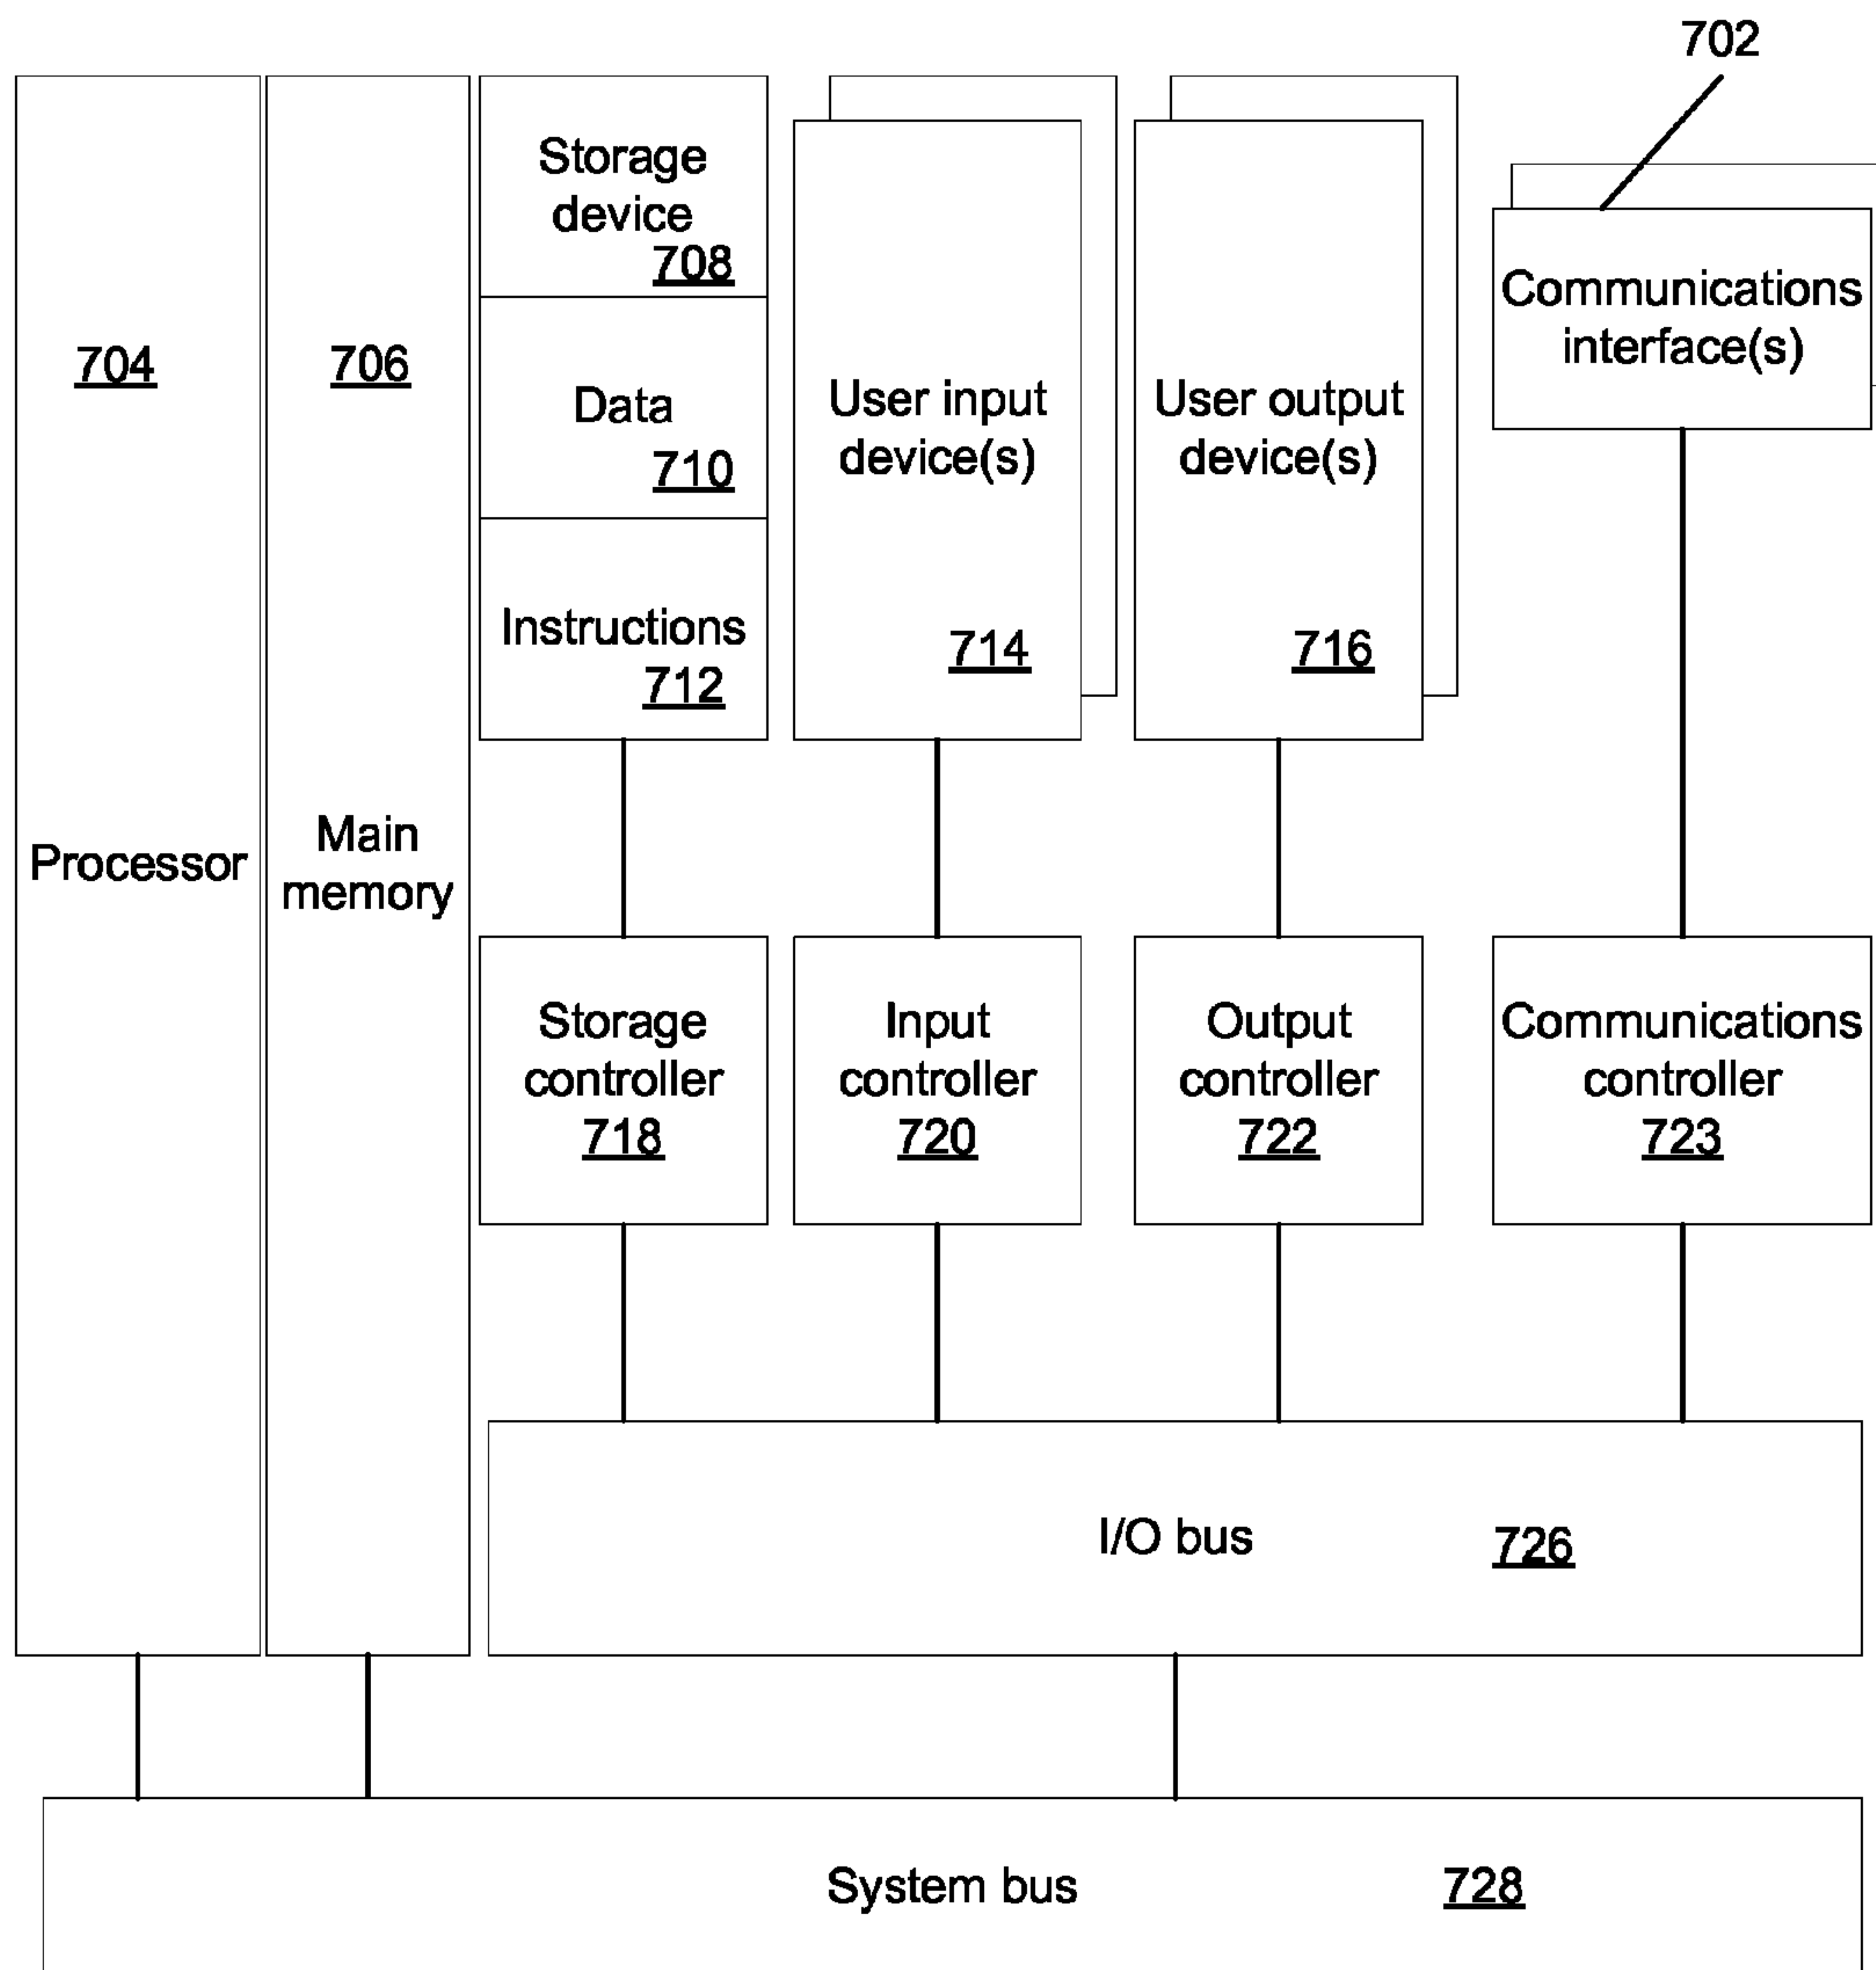 702
Storage
device
708
704
706
Data
710
User input
device(s)
User output
device(s)
Communications
interface(s)
Instructions
712
714
716
Processor
Main
memory
Storage
controller
718
Input
controller
720
Output
controller
722
Communications
controller
723
I/O bus
726
System bus
728